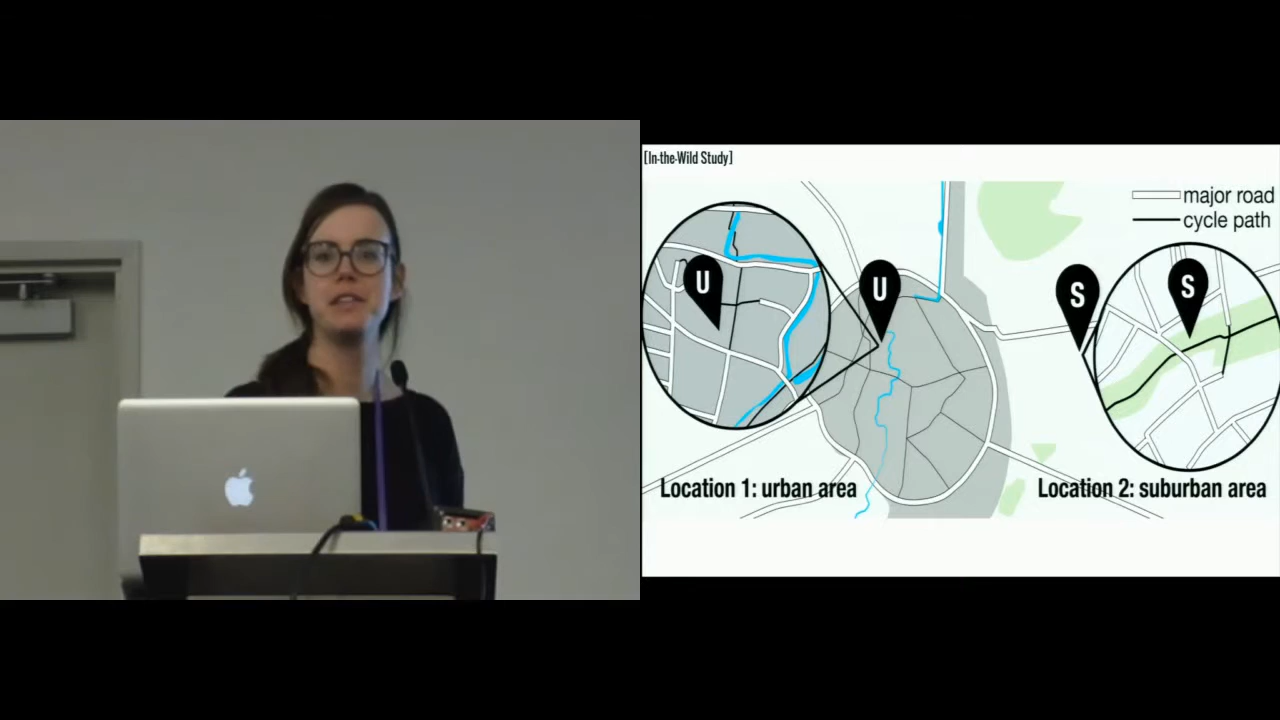 [In-the-Wild Study]
major road
cycle path
U
U
S
S
Location 1: urban area
Location 2: suburban area